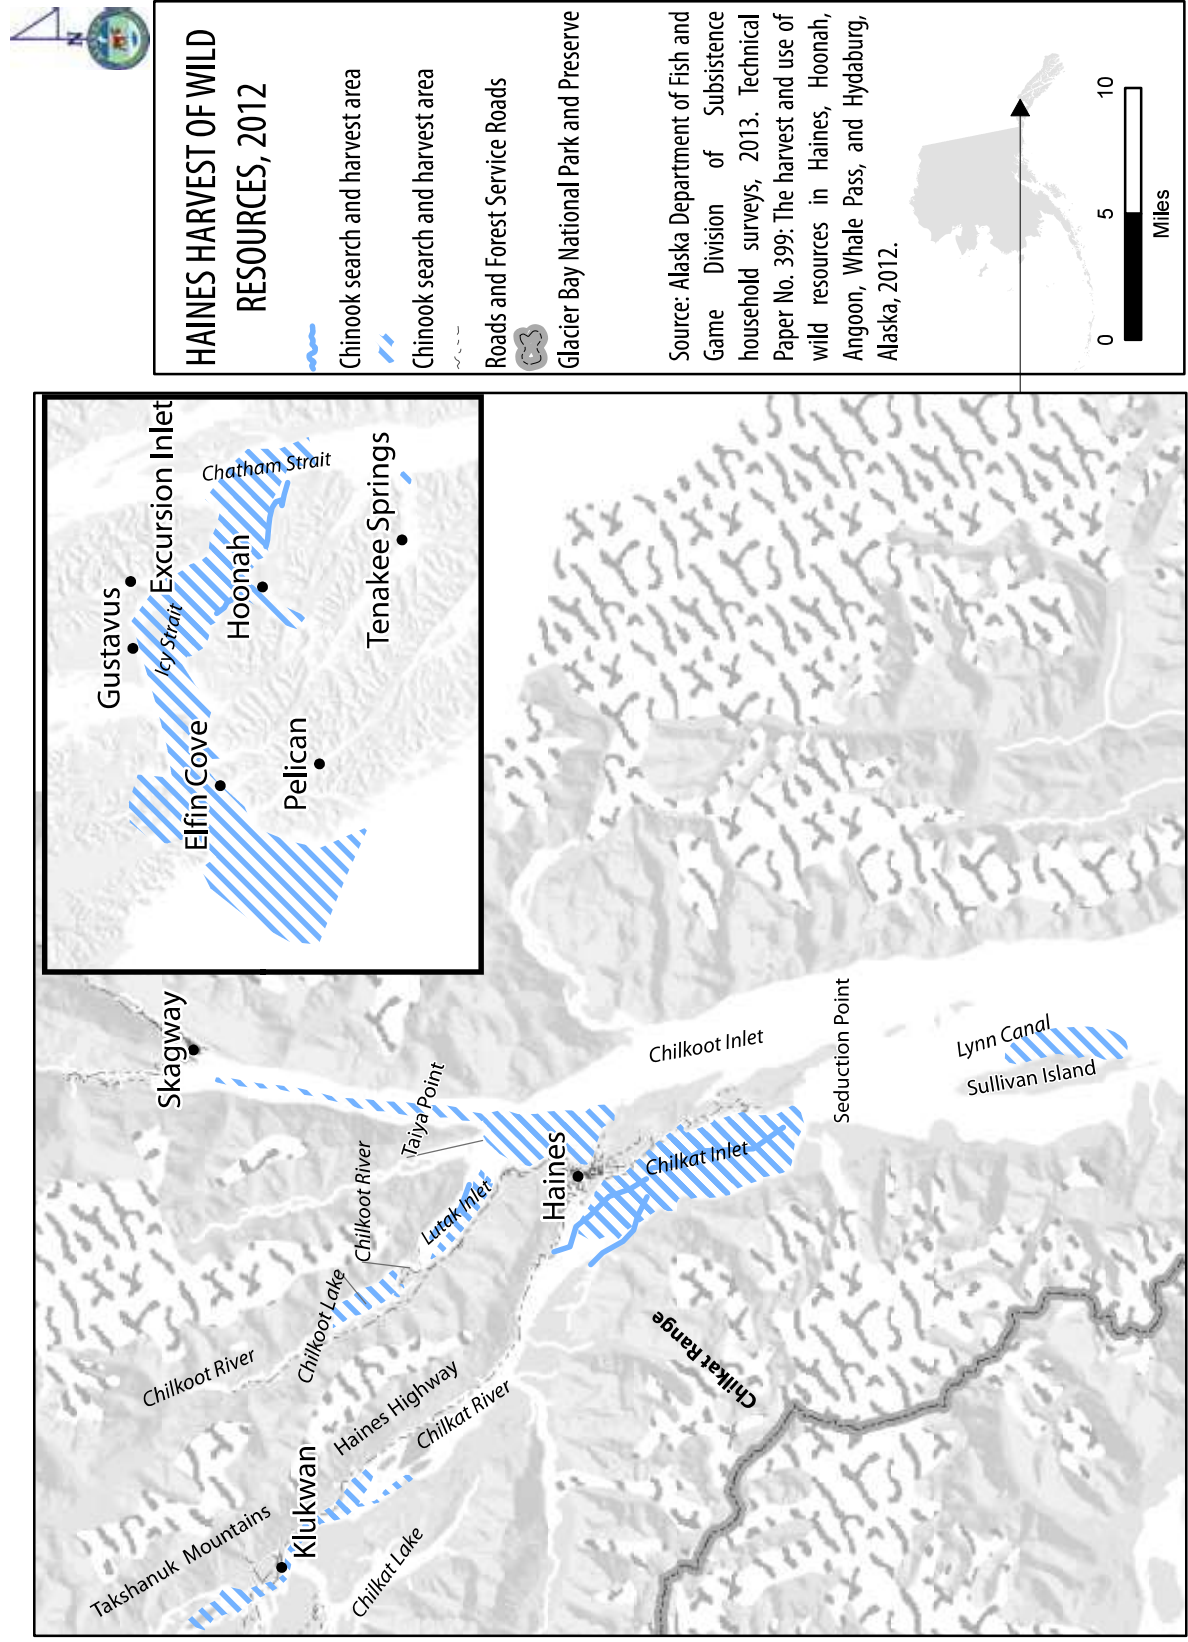 HAINES HARVEST OF WILD
RESOURCES, 2012
Chinook search and harvest area
Chinook search and harvest area
Roads and Forest Service Roads
Glacier Bay National Park and Preserve
Source: Alaska Department of Fish and
Game Division of Subsistence
household surveys, 2013. Technical
Paper No. 399: The harvest and use of
wild resources in Haines, Hoonah,
Angoon, Whale Pass, and Hydaburg,
Alaska, 2012.
0 5 10
Miles
N
Gustavus
Excursion Inlet
Icy Strait
Chatham Strait
Elfin Cove
Hoonah
Pelican
Tenakee Springs
Skagway
Taiya Point
Chilkoot River
Chilkoot Lake
Lutak Inlet
Chilkoot River
Haines
Haines Highway
Chilkat River
Klukwan
Takshanuk Mountains
Chilkat Lake
Chilkoot Inlet
Chilkat Inlet
Chilkat Range
Seduction Point
Lynn Canal
Sullivan Island